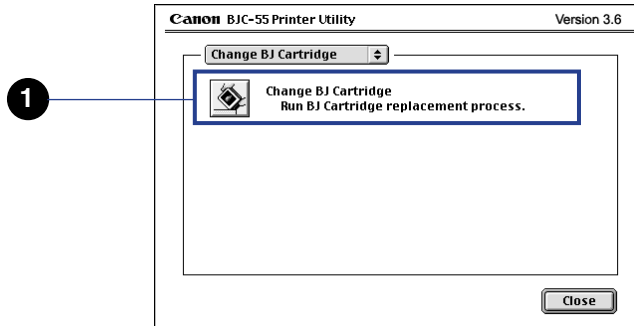 Canon BJC-55 Printer Utility Version 3.6
Change BJ Cartridge
1
Change BJ Cartridge
Run BJ Cartridge replacement process.
Close